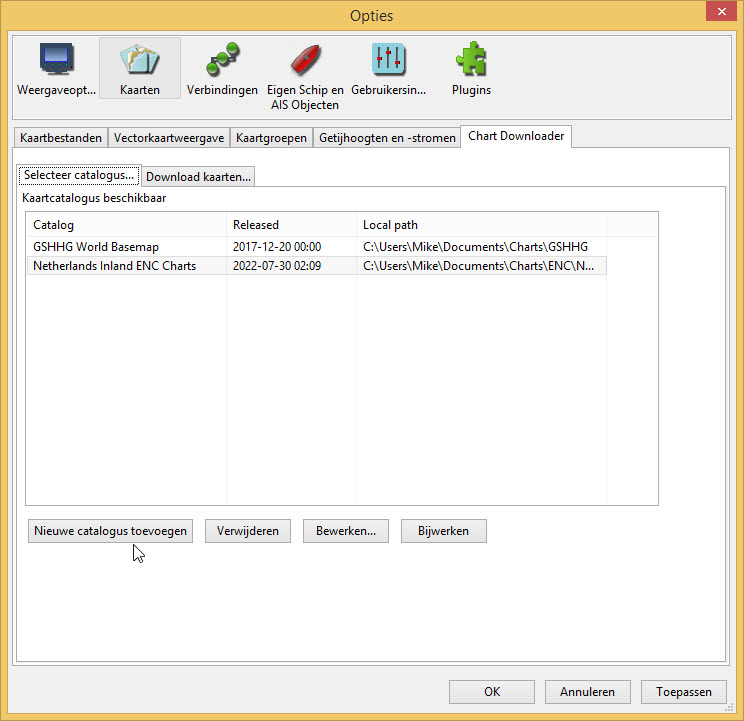 Opties
Weergaveopt... Kaarten Verbindingen Eigen Schip en AIS Objecten Gebruikersin... Plugins
Kaartbestanden Vectorkaartweergave Kaartgroepen Getijhoogten en -stromen Chart Downloader
Selecteer catalogus... Download kaarten...
Kaartcatalogus beschikbaar
Catalog Released Local path
GSHHG World Basemap 2017-12-20 00:00 C:\Users\Mike\Documents\Charts\GSHHG
Netherlands Inland ENC Charts 2022-07-30 02:09 C:\Users\Mike\Documents\Charts\ENC\N...
Nieuwe catalogus toevoegen Verwijderen Bewerken... Bijwerken
OK Annuleren Toepassen